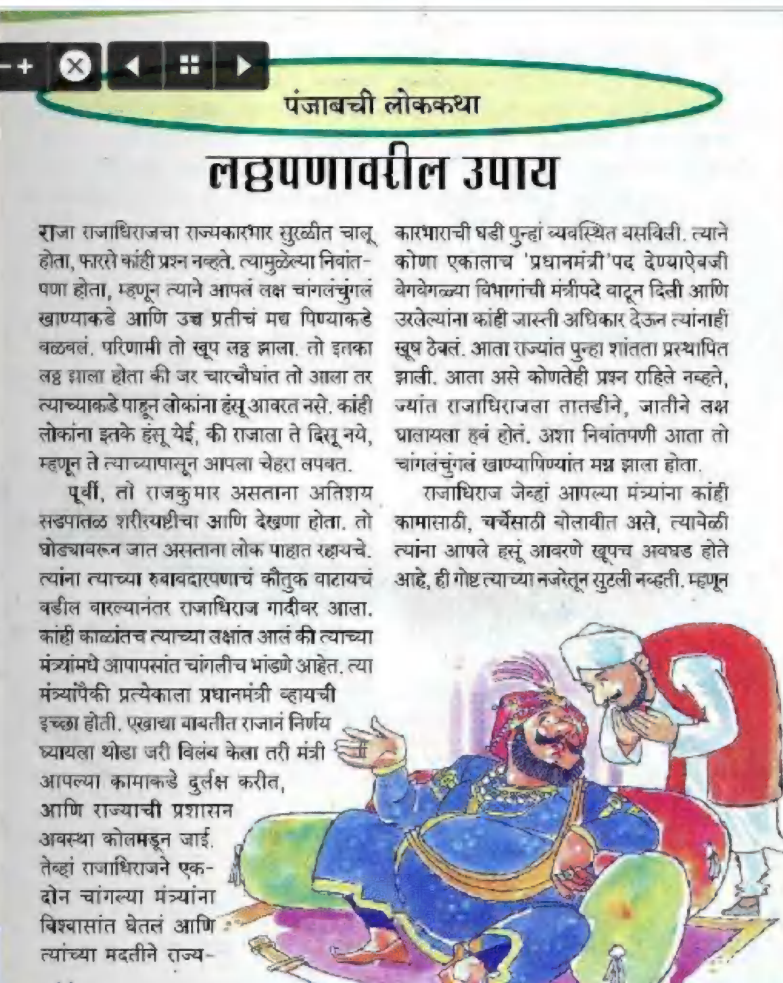 पंजाबची लोककथा
लठ्ठपणावरील उपाय
राजा राजाधिराजचा राज्यकारभार सुरळीत चालू
होता, फारसे कांही प्रश्न नव्हते. त्यामुळेल्या निवांत-
पणा होता, म्हणून त्याने आपलं लक्ष चांगलंचुंगलं
खाण्याकडे आणि उच्च प्रतीचं मद्य पिण्याकडे
वळवलं. परिणामी तो खूप लठ्ठ झाला. तो इतका
लठ्ठ झाला होता की जर चारचौघांत तो आला तर
त्याच्याकडे पाहून लोकांना हंसू आवरत नसे. कांही
लोकांना इतके हंसू येई, की राजाला ते दिसू नये,
म्हणून ते त्याच्यापासून आपला चेहरा लपवत.
पूर्वी, तो राजकुमार असताना अतिशय
सडपातळ शरीरयष्टीचा आणि देखणा होता. तो
घोड्यावरून जात असताना लोक पाहात रहायचे.
त्यांना त्याच्या रुबाबदारपणाचं कौतुक वाटायचं
वडील वारल्यानंतर राजाधिराज गादीवर आला.
कांही काळांतच त्याच्या लक्षांत आलं की त्याच्या
मंत्र्यांमधे आपापसांत चांगलीच भांडणे आहेत. त्या
मंत्र्यांपैकी प्रत्येकाला प्रधानमंत्री व्हायची
इच्छा होती. एखाद्या बाबतीत राजानं निर्णय
घ्यायला थोडा जरी विलंब केला तरी मंत्री
आपल्या कामाकडे दुर्लक्ष करीत,
आणि राज्याची प्रशासन
अवस्था कोलमडून जाई.
तेव्हां राजाधिराजने एक-
दोन चांगल्या मंत्र्यांना
विश्वासांत घेतलं आणि
त्यांच्या मदतीने राज्य-
कारभाराची घडी पुन्हां व्यवस्थित बसविली. त्याने
कोणा एकालाच 'प्रधानमंत्री'पद देण्याऐवजी
वेगवेगळ्या विभागांची मंत्रीपदे वाटून दिली आणि
उरलेल्यांना कांही जास्ती अधिकार देऊन त्यांनाही
खूष ठेवलं. आता राज्यांत पुन्हा शांतता प्रस्थापित
झाली. आता असे कोणतेही प्रश्न राहिले नव्हते,
ज्यांत राजाधिराजला तातडीने, जातीने लक्ष
घालायला हवं होतं. अशा निवांतपणी आता तो
चांगलंचुंगलं खाण्यापिण्यांत मग्न झाला होता.
राजाधिराज जेव्हां आपल्या मंत्र्यांना कांही
कामासाठी, चर्चेसाठी बोलावीत असे, त्यावेळी
त्यांना आपले हसू आवरणे खूपच अवघड होते
आहे, ही गोष्ट त्याच्या नजरेतून सुटली नव्हती. म्हणून